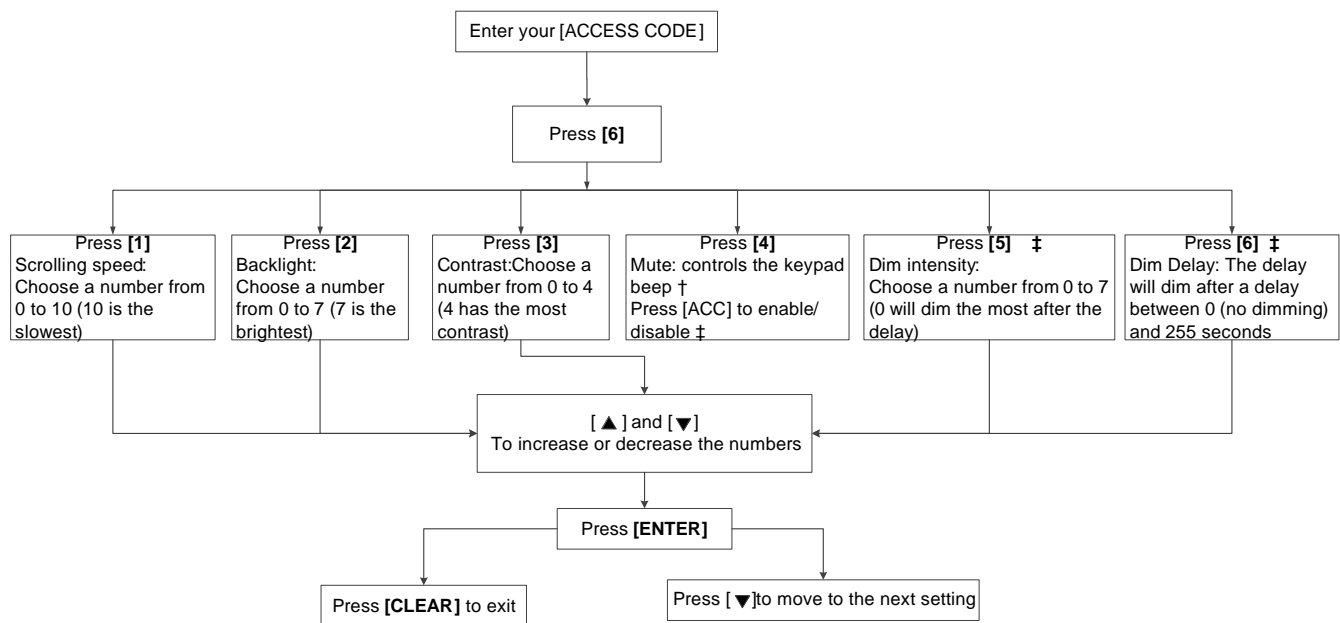 Enter your [ACCESS CODE]
Press [6]
Press [1]
Scrolling speed:
Choose a number from
0 to 10 (10 is the
slowest)
Press [2]
Backlight:
Choose a number
from 0 to 7 (7 is the
brightest)
Press [3]
Contrast:Choose a
number from 0 to 4
(4 has the most
contrast)
Press [4]
Mute: controls the keypad
beep †
Press [ACC] to enable/
disable ‡
Press [5] ‡
Dim intensity:
Choose a number from 0 to 7
(0 will dim the most after the
delay)
Press [6] ‡
Dim Delay: The delay
will dim after a delay
between 0 (no dimming)
and 255 seconds
[ ▲ ] and [ ▼ ]
To increase or decrease the numbers
Press [ENTER]
Press [CLEAR] to exit
Press [ ▼]to move to the next setting